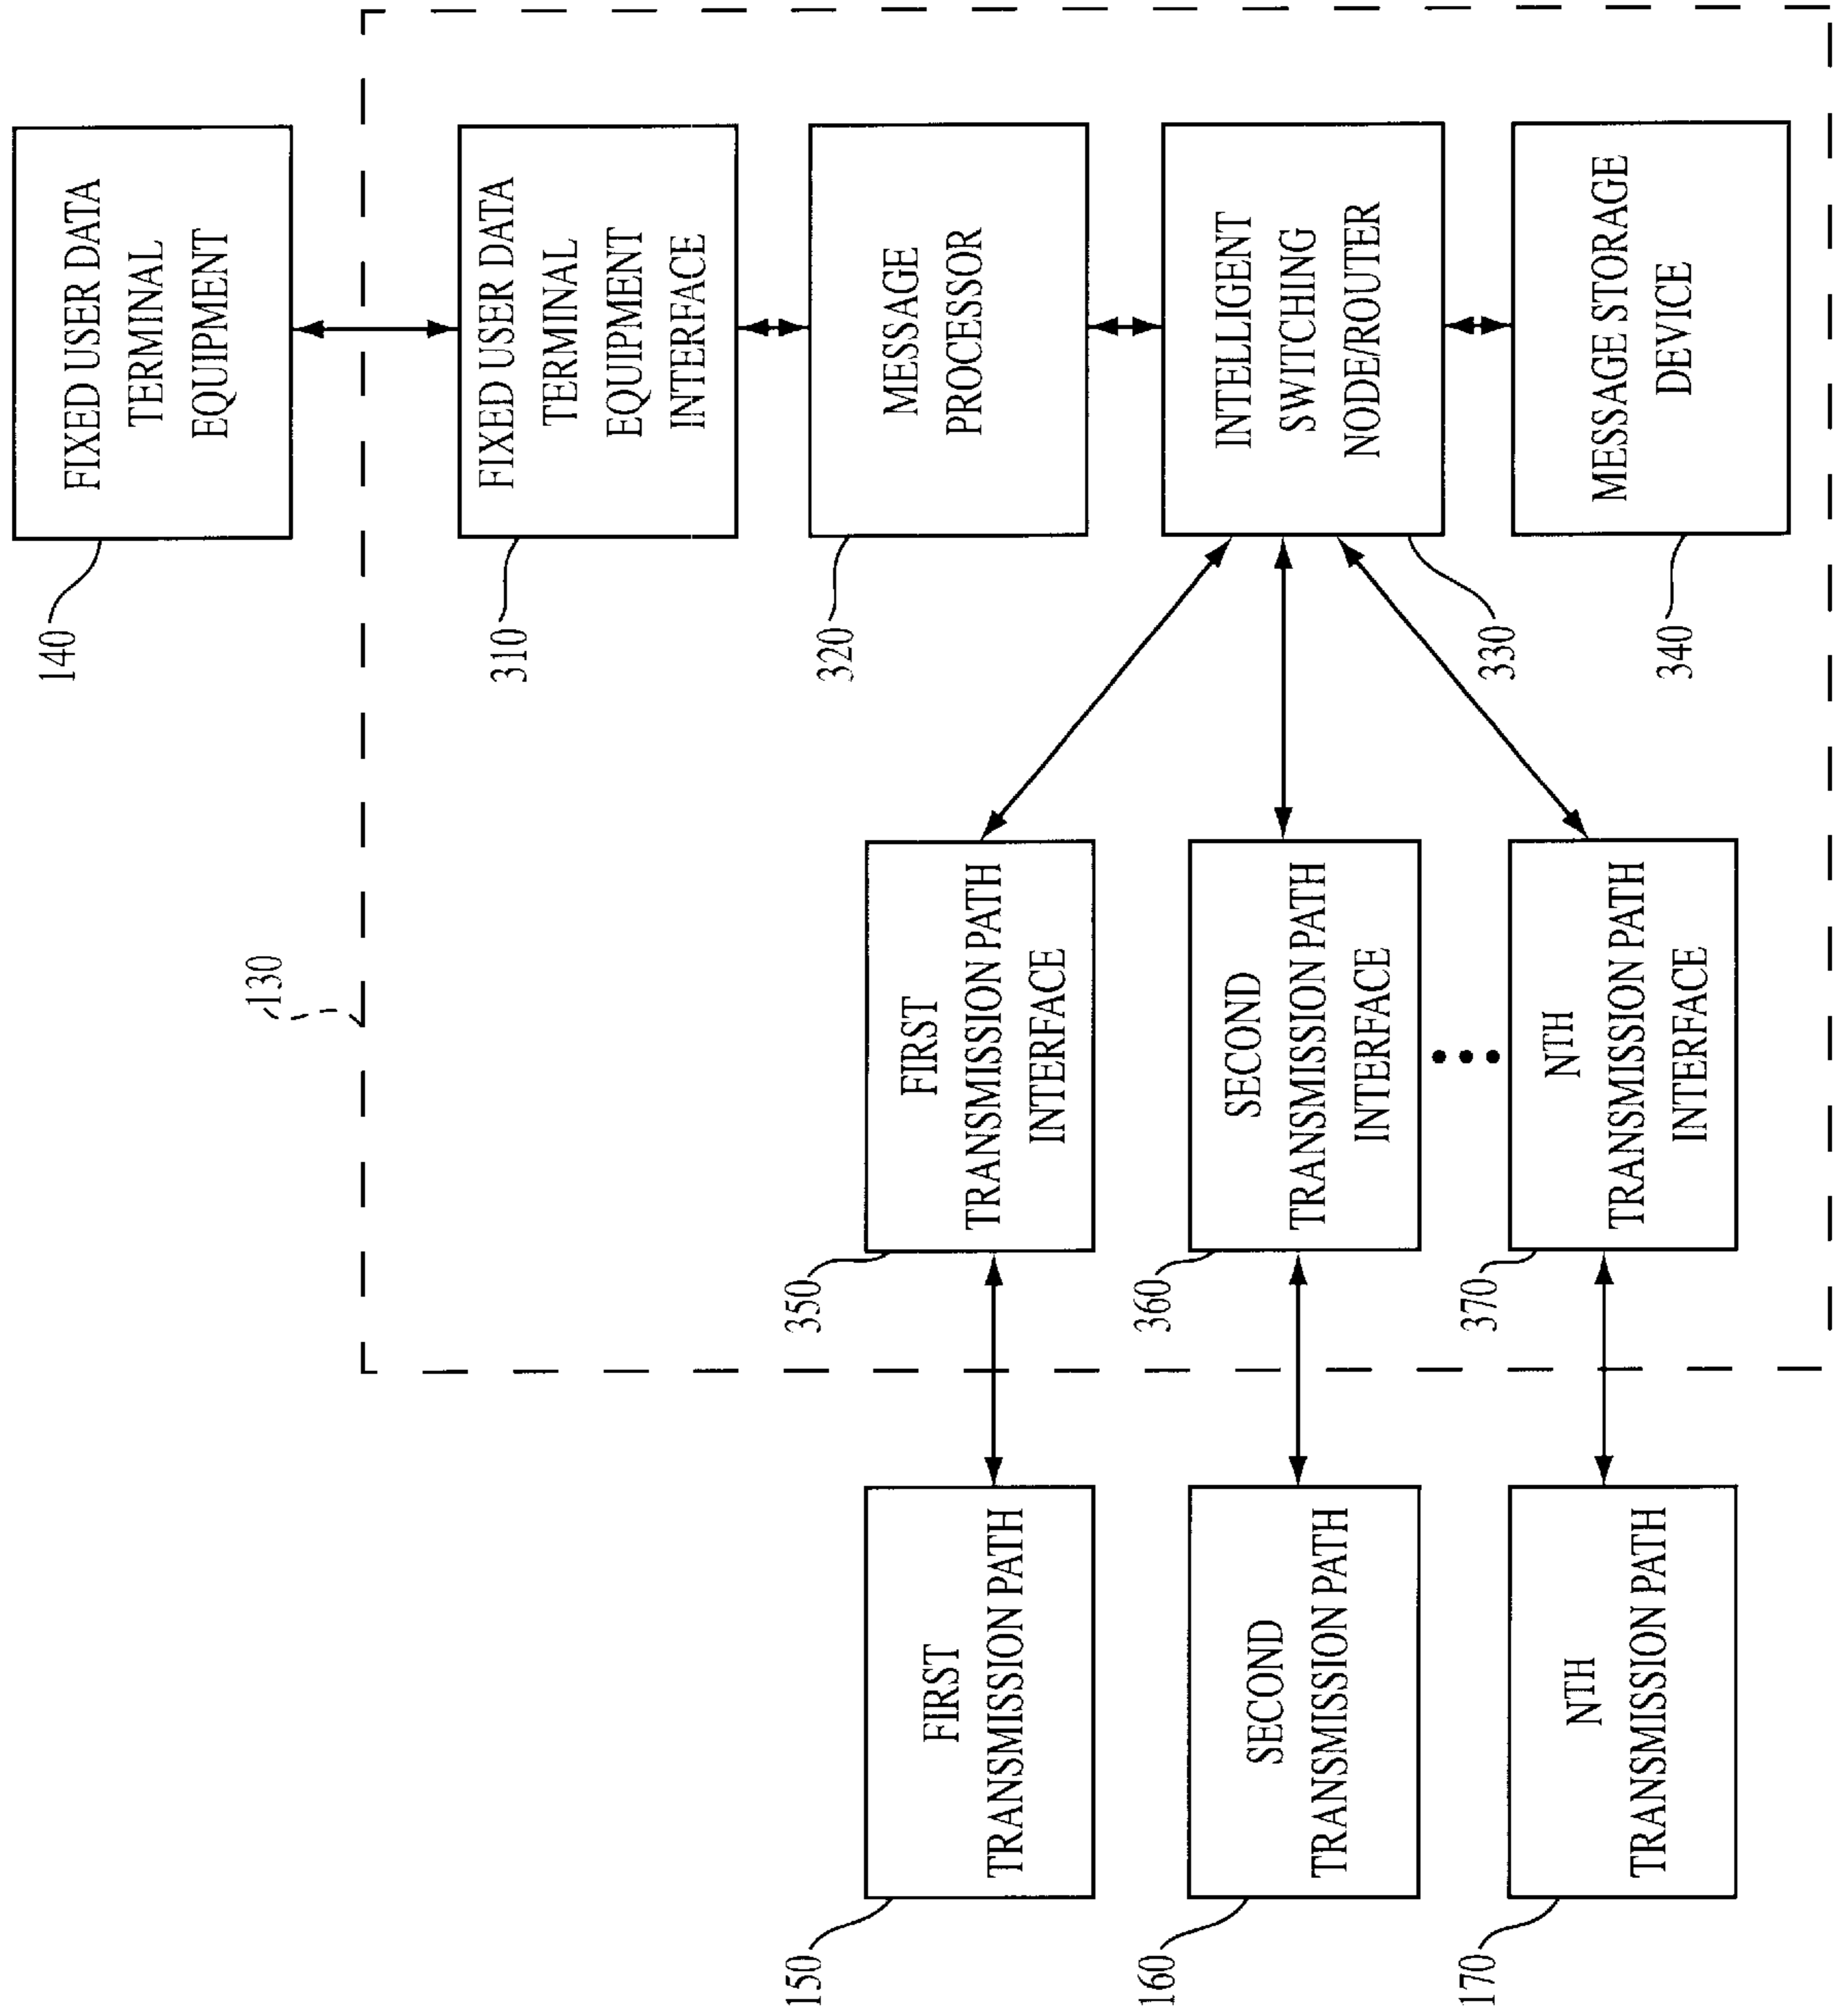 140
FIXED USER DATA
TERMINAL
EQUIPMENT
130
310
FIXED USER DATA
TERMINAL
EQUIPMENT
INTERFACE
320
MESSAGE
PROCESSOR
330
INTELLIGENT
SWITCHING
NODE/ROUTER
340
MESSAGE STORAGE
DEVICE
350
FIRST
TRANSMISSION PATH
INTERFACE
360
SECOND
TRANSMISSION PATH
INTERFACE
370
NTH
TRANSMISSION PATH
INTERFACE
150
FIRST
TRANSMISSION PATH
160
SECOND
TRANSMISSION PATH
170
NTH
TRANSMISSION PATH